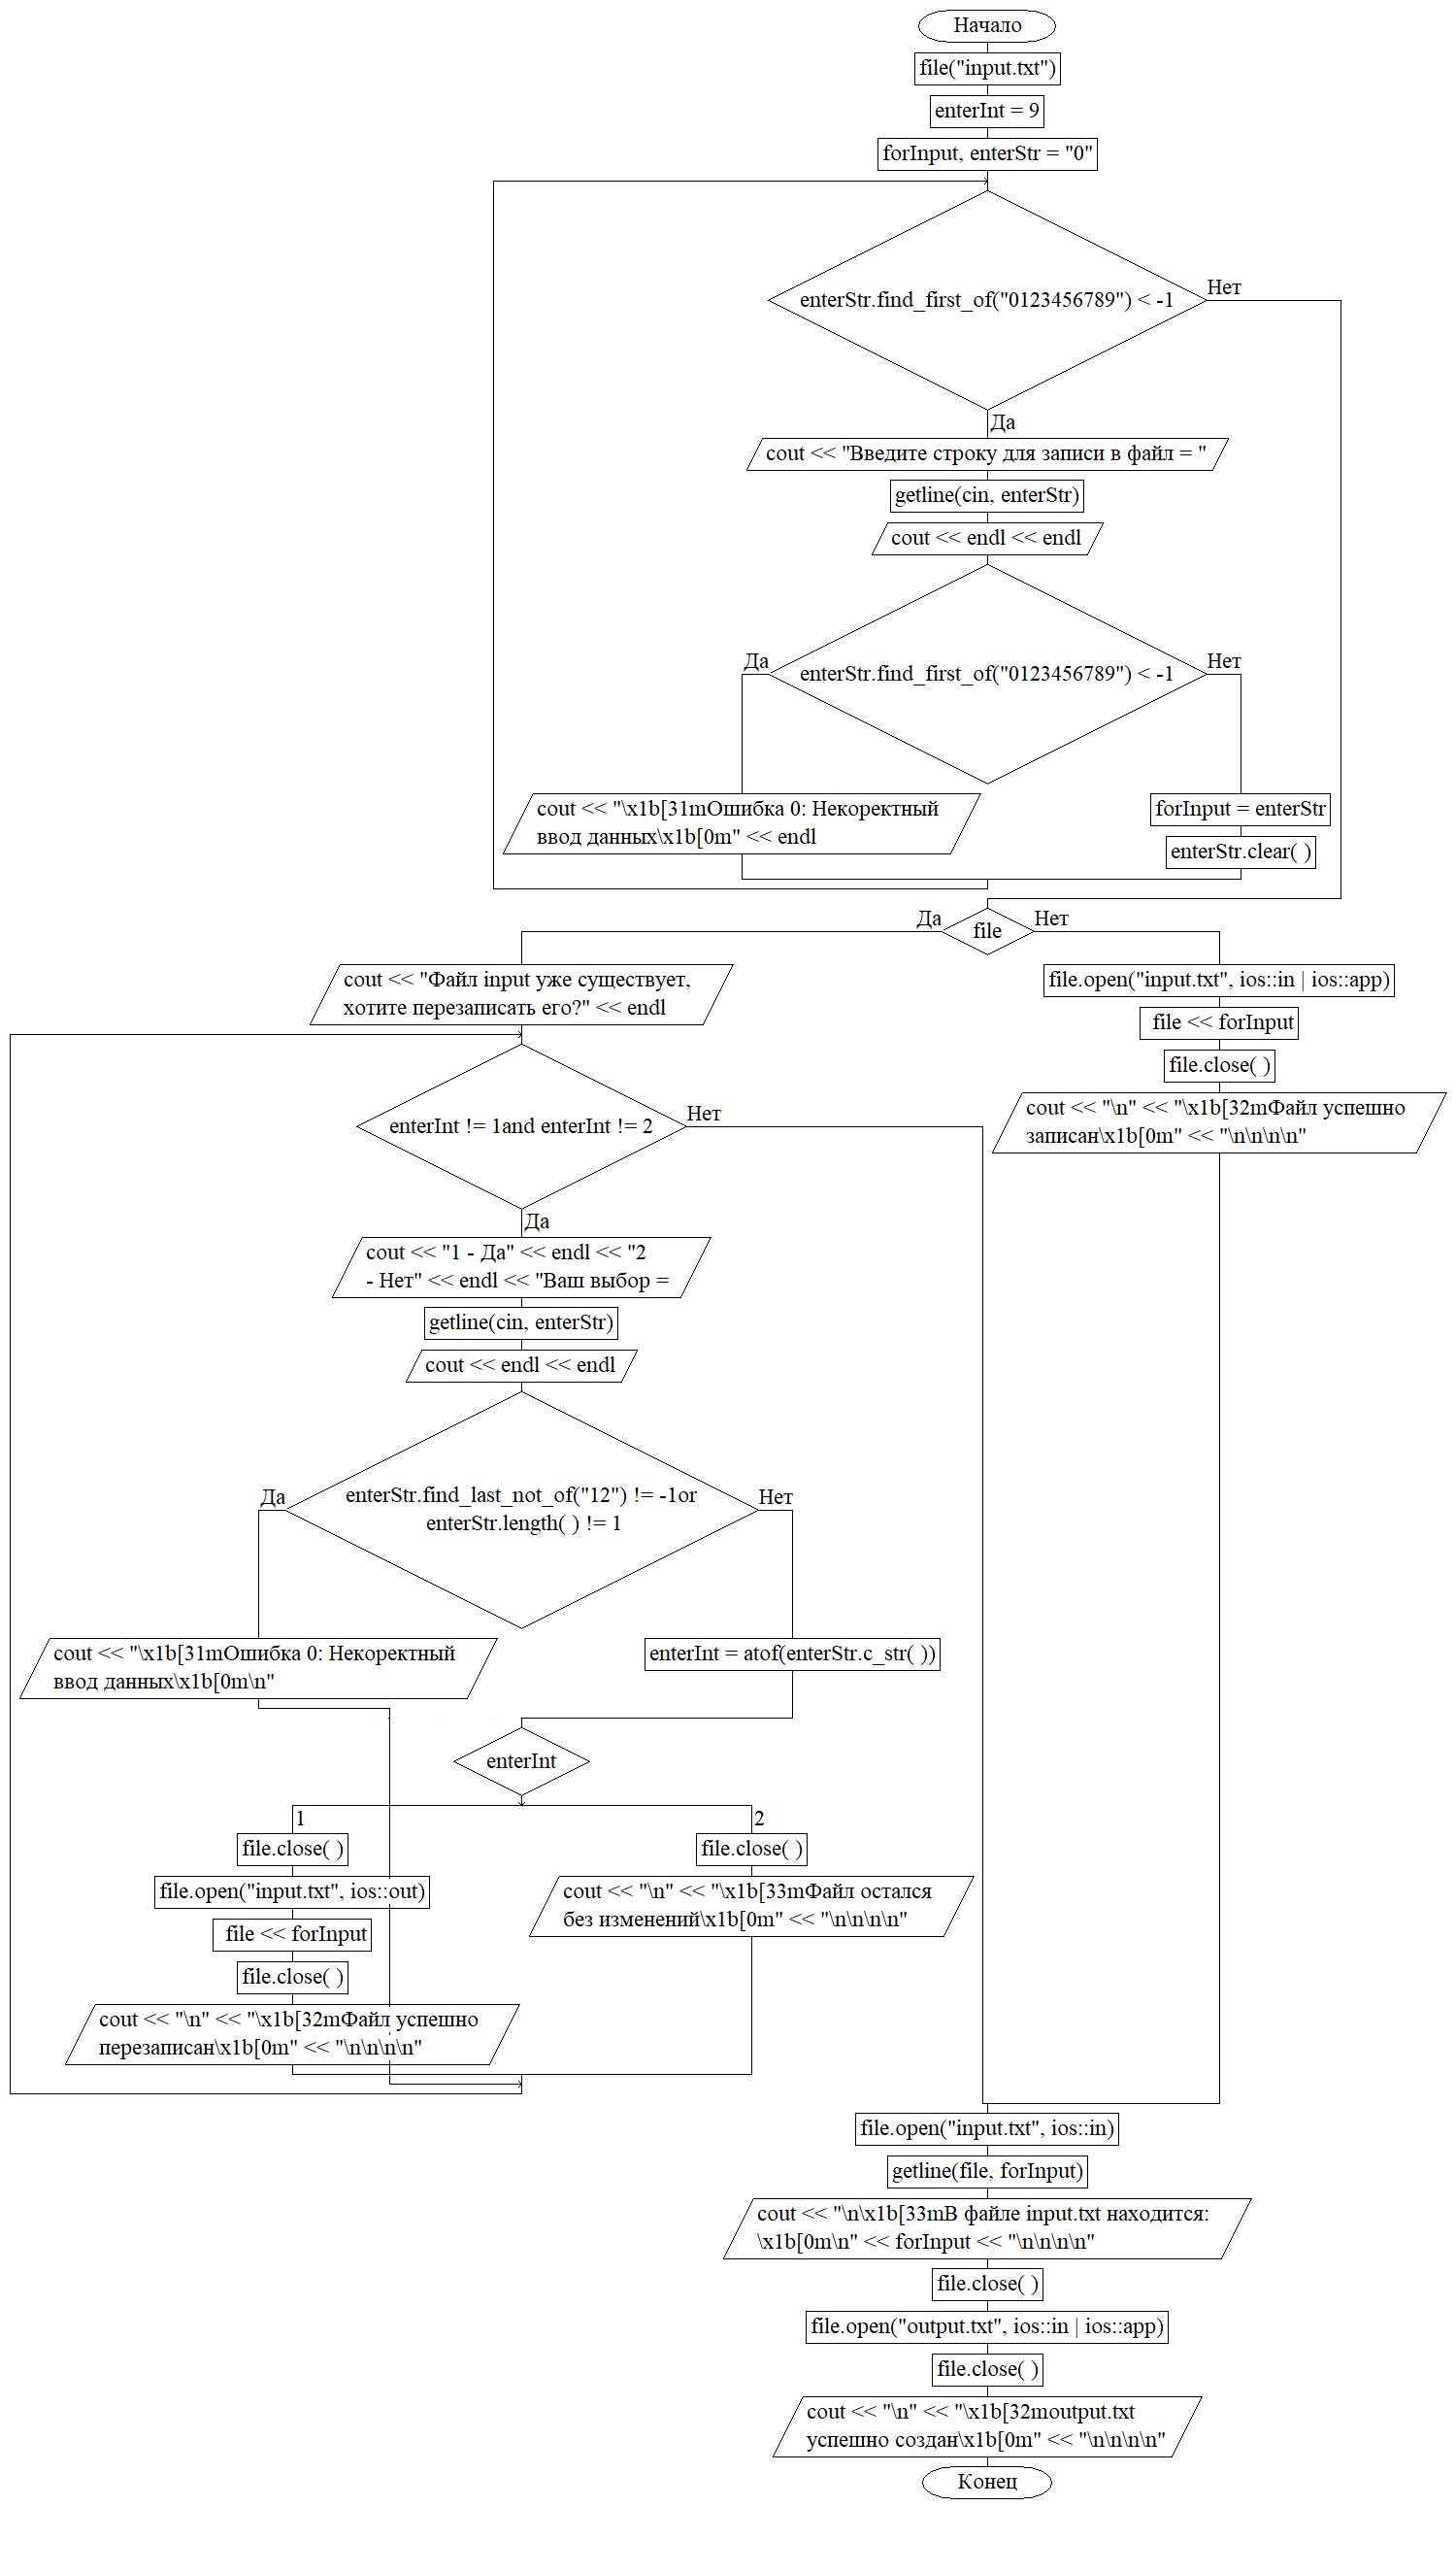 Начало
file("input.txt")
enterInt = 9
forInput, enterStr = "0"
enterStr.find_first_of("0123456789") < -1
Нет
Да
cout << "Введите строку для записи в файл = "
getline(cin, enterStr)
cout << endl << endl
Да
enterStr.find_first_of("0123456789") < -1
Нет
cout << "\x1b[31mОшибка 0: Некоректный
ввод данных\x1b[0m" << endl
forInput = enterStr
enterStr.clear( )
Да
file
Нет
cout << "Файл input уже существует,
хотите перезаписать его?" << endl
file.open("input.txt", ios::in | ios::app)
file << forInput
file.close( )
cout << "\n" << "\x1b[32mФайл успешно
записан\x1b[0m" << "\n\n\n\n"
enterInt != 1and enterInt != 2
Нет
Да
cout << "1 - Да" << endl << "2
- Нет" << endl << "Ваш выбор =
getline(cin, enterStr)
cout << endl << endl
Да
enterStr.find_last_not_of("12") != -1or
enterStr.length( ) != 1
Нет
cout << "\x1b[31mОшибка 0: Некоректный
ввод данных\x1b[0m\n"
enterInt = atof(enterStr.c_str( ))
enterInt
1
file.close( )
file.open("input.txt", ios::out)
file << forInput
file.close( )
cout << "\n" << "\x1b[32mФайл успешно
перезаписан\x1b[0m" << "\n\n\n\n"
2
file.close( )
cout << "\n" << "\x1b[33mФайл остался
без изменений\x1b[0m" << "\n\n\n\n"
file.open("input.txt", ios::in)
getline(file, forInput)
cout << "\n\x1b[33mВ файле input.txt находится:
\x1b[0m\n" << forInput << "\n\n\n\n"
file.close( )
file.open("output.txt", ios::in | ios::app)
file.close( )
cout << "\n" << "\x1b[32moutput.txt
успешно создан\x1b[0m" << "\n\n\n\n"
Конец